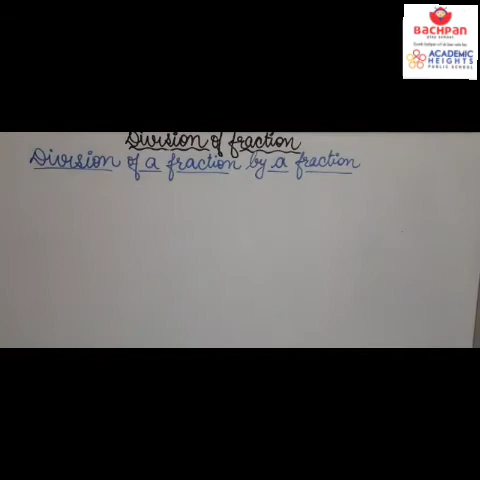 BACHPAN
play school
ACADEMIC
HEIGHTS
PUBLIC SCHOOL
Division of fraction
Division of a fraction by a fraction